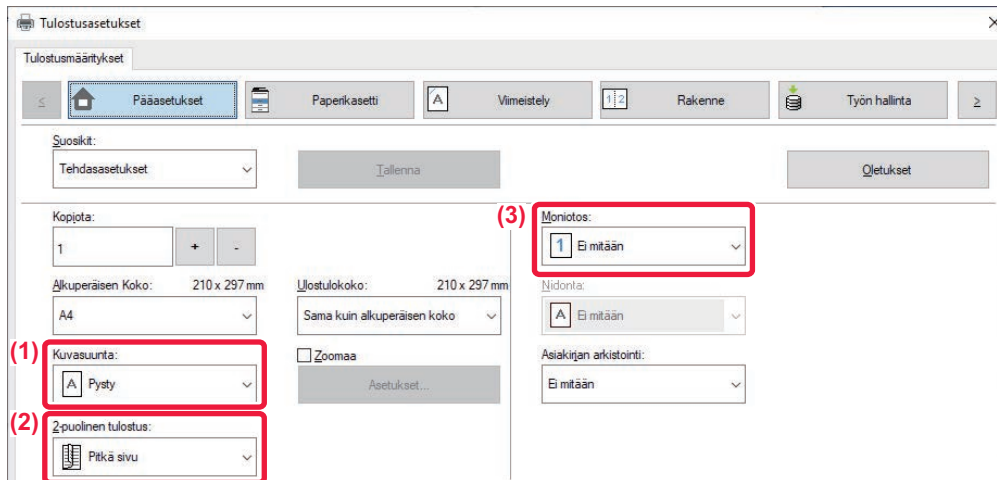 Tulostusasetukset
Tulostusmääritykset
Pääasetukset
Paperikasetti
Viimeistely
Rakenne
Työn hallinta
Suosikit:
Tehdasasetukset
Tallenna
Oletukset
Kopiota:
1
+
-
(3)
Moniotos:
1 Ei mitään
Alkuperäisen Koko: 210 x 297 mm
A4
Ulostulokoko: 210 x 297 mm
Sama kuin alkuperäisen koko
Nidonta:
A Ei mitään
(1)
Kuvasuunta:
A Pysty
Zoomaa
Asetukset...
Asiakirjan arkistointi:
Ei mitään
(2)
2-puolinen tulostus:
Pitkä sivu